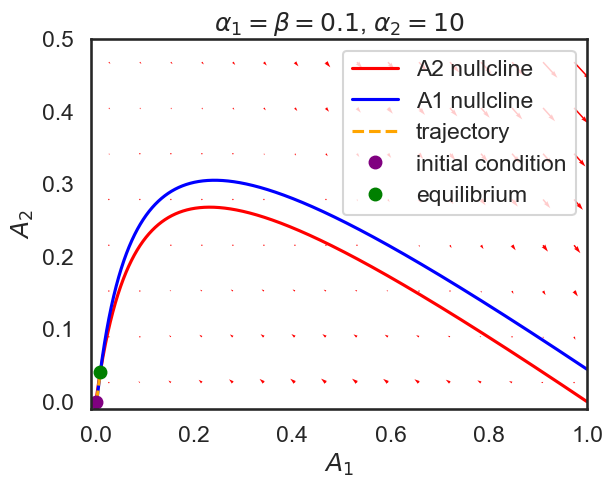 α₁ = β = 0.1, α₂ = 10
0.5
0.4
0.3
0.2
0.1
0.0
A₂
A2 nullcline
A1 nullcline
trajectory
initial condition
equilibrium
0.0 0.2 0.4 0.6 0.8 1.0
A₁